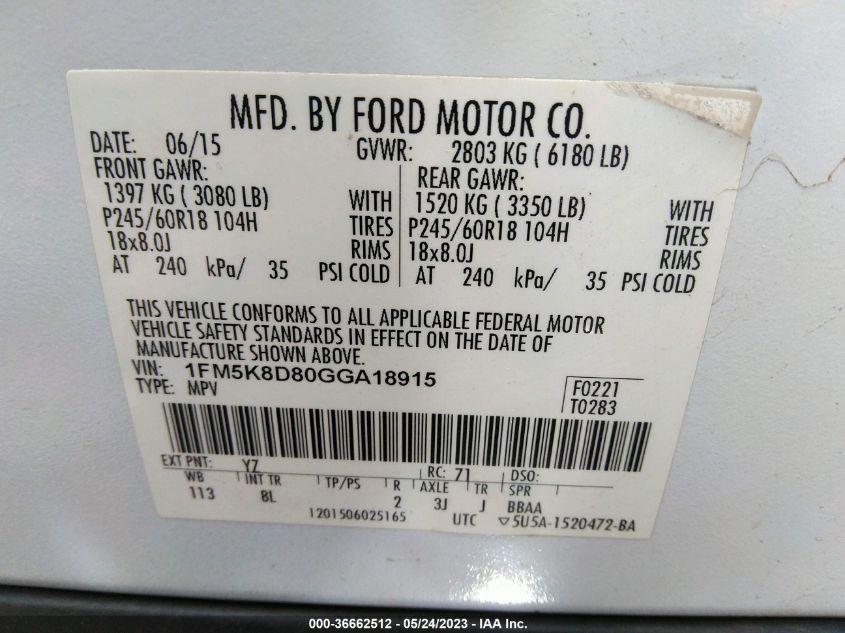 MFD. BY FORD MOTOR CO.
DATE: 06/15 GVWR: 2803 KG ( 6180 LB)
FRONT GAWR: REAR GAWR:
1397 KG ( 3080 LB) WITH 1520 KG ( 3350 LB) WITH
P245/60R18 104H TIRES P245/60R18 104H TIRES
18x8.0J RIMS 18x8.0J RIMS
AT 240 kPa/ 35 PSI COLD AT 240 kPa/ 35 PSI COLD
THIS VEHICLE CONFORMS TO ALL APPLICABLE FEDERAL MOTOR
VEHICLE SAFETY STANDARDS IN EFFECT ON THE DATE OF
MANUFACTURE SHOWN ABOVE.
VIN: 1FM5K8D80GGA18915
TYPE: MPV F0221
T0283
EXT PNT: YZ RC: 71 DSO:
WB INT TR TP/PS R AXLE TR SPR
113 8L 2 3J J BBAA
1201506025165 UTC ▽5U5A-1520472-BA
000-36662512 — 05/24/2023 — IAA Inc.